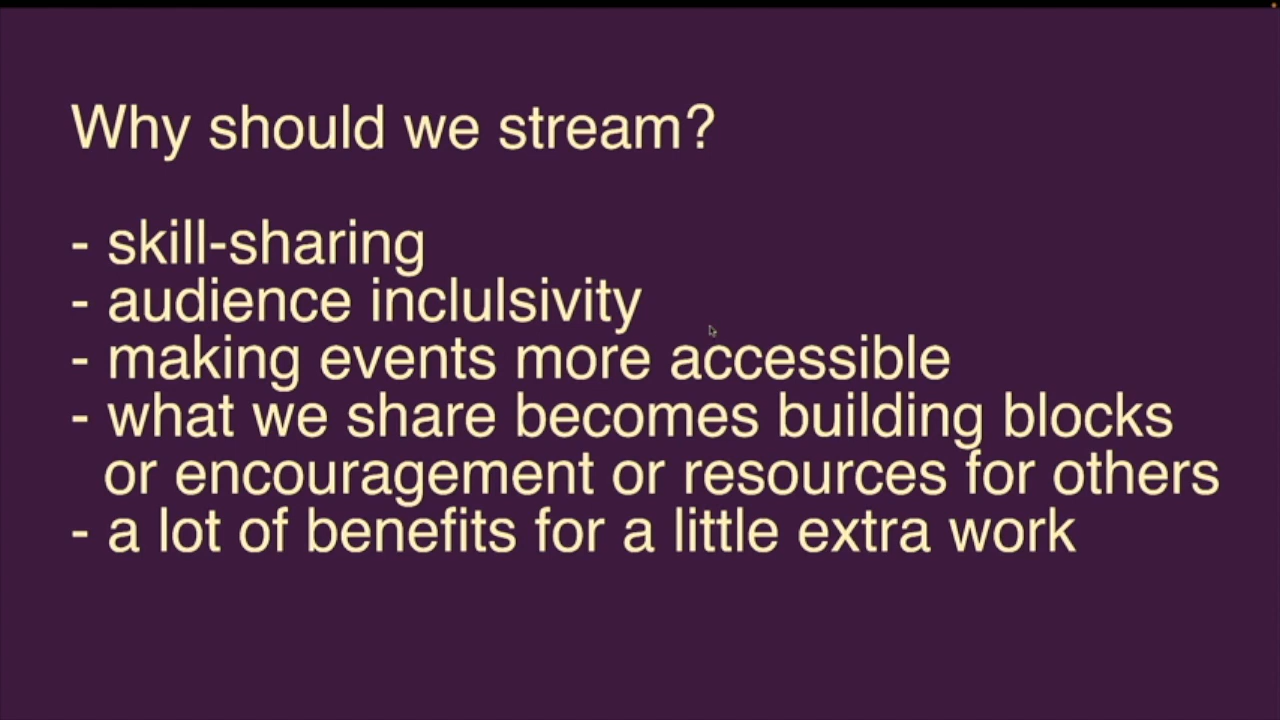 Why should we stream?
- skill-sharing
- audience inclulsivity
- making events more accessible
- what we share becomes building blocks
or encouragement or resources for others
- a lot of benefits for a little extra work